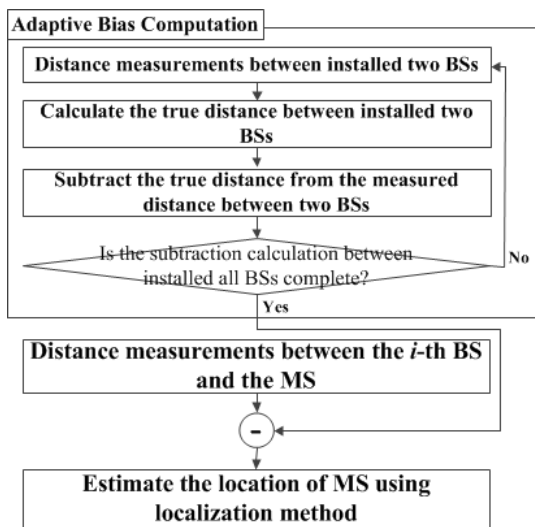 Adaptive Bias Computation
Distance measurements between installed two BSs
Calculate the true distance between installed two
BSs
Subtract the true distance from the measured
distance between two BSs
Is the subtraction calculation between
installed all BSs complete?
No
Yes
Distance measurements between the i-th BS
and the MS
-
Estimate the location of MS using
localization method